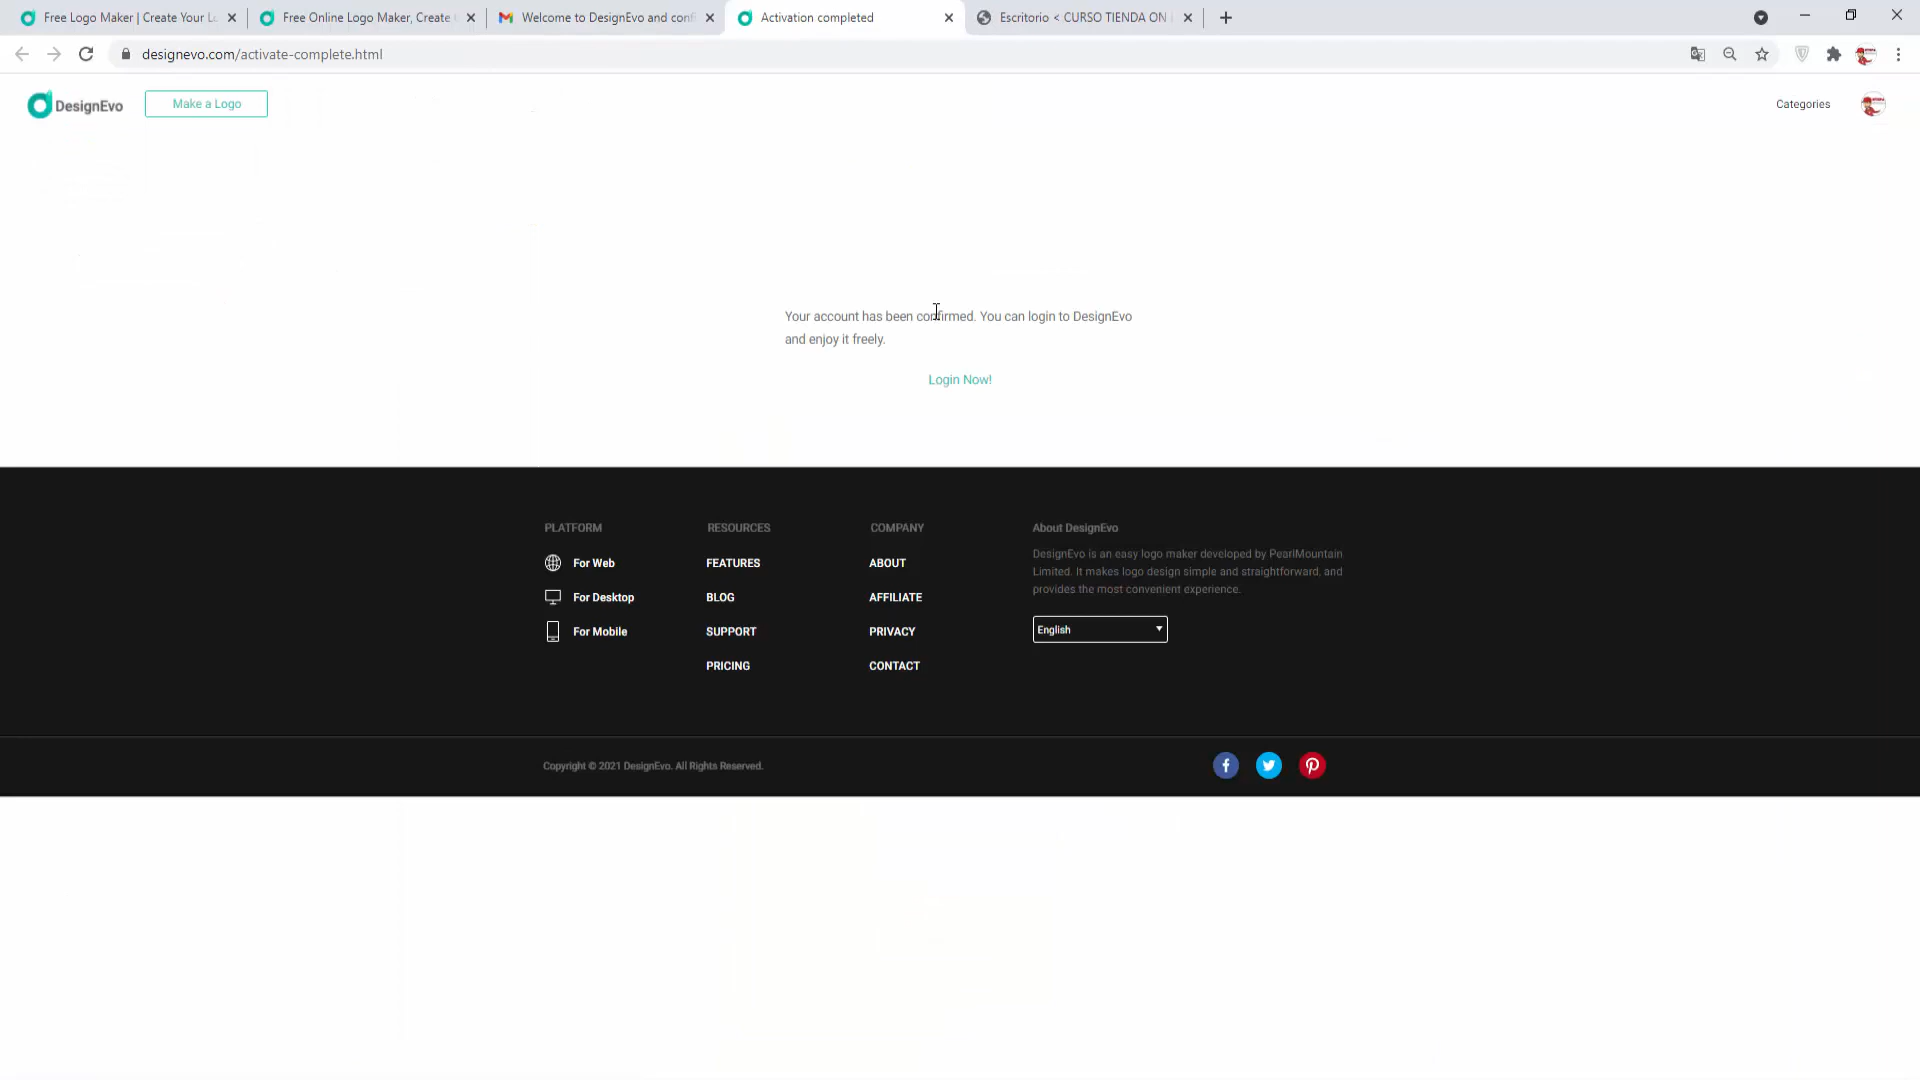 Free Logo Maker | Create Your Lo
Free Online Logo Maker, Create
Welcome to DesignEvo and conf
Activation completed
Escritorio < CURSO TIENDA ON
designevo.com/activate-complete.html
DesignEvo
Make a Logo
Categories
Your account has been confirmed. You can login to DesignEvo
and enjoy it freely.
Login Now!
PLATFORM
For Web
For Desktop
For Mobile
RESOURCES
FEATURES
BLOG
SUPPORT
PRICING
COMPANY
ABOUT
AFFILIATE
PRIVACY
CONTACT
About DesignEvo
DesignEvo is an easy logo maker developed by PearlMountain
Limited. It makes logo design simple and straightforward, and
provides the most convenient experience.
English
Copyright © 2021 DesignEvo. All Rights Reserved.